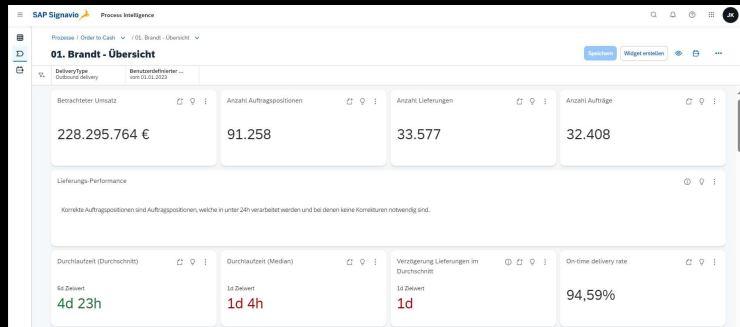 SAP Signavio Process Intelligence
JK
Prozesse / Order to Cash / 01. Brandt - Übersicht
01. Brandt - Übersicht
Speichern
Widget erstellen
DeliveryType
Outbound delivery
Benutzerdefinierter ...
vom 01.01.2023
Betrachteter Umsatz
228.295.764 €
Anzahl Auftragspositionen
91.258
Anzahl Lieferungen
33.577
Anzahl Aufträge
32.408
Lieferungs-Performance
Korrekte Auftragspositionen sind Auftragspositionen, welche in unter 24h verarbeitet werden und bei denen keine Korrekturen notwendig sind.
Durchlaufzeit (Durchschnitt)
6d Zielwert
4d 23h
Durchlaufzeit (Median)
1d Zielwert
1d 4h
Verzögerung Lieferungen im
Durchschnitt
1d Zielwert
1d
On-time delivery rate
94,59%